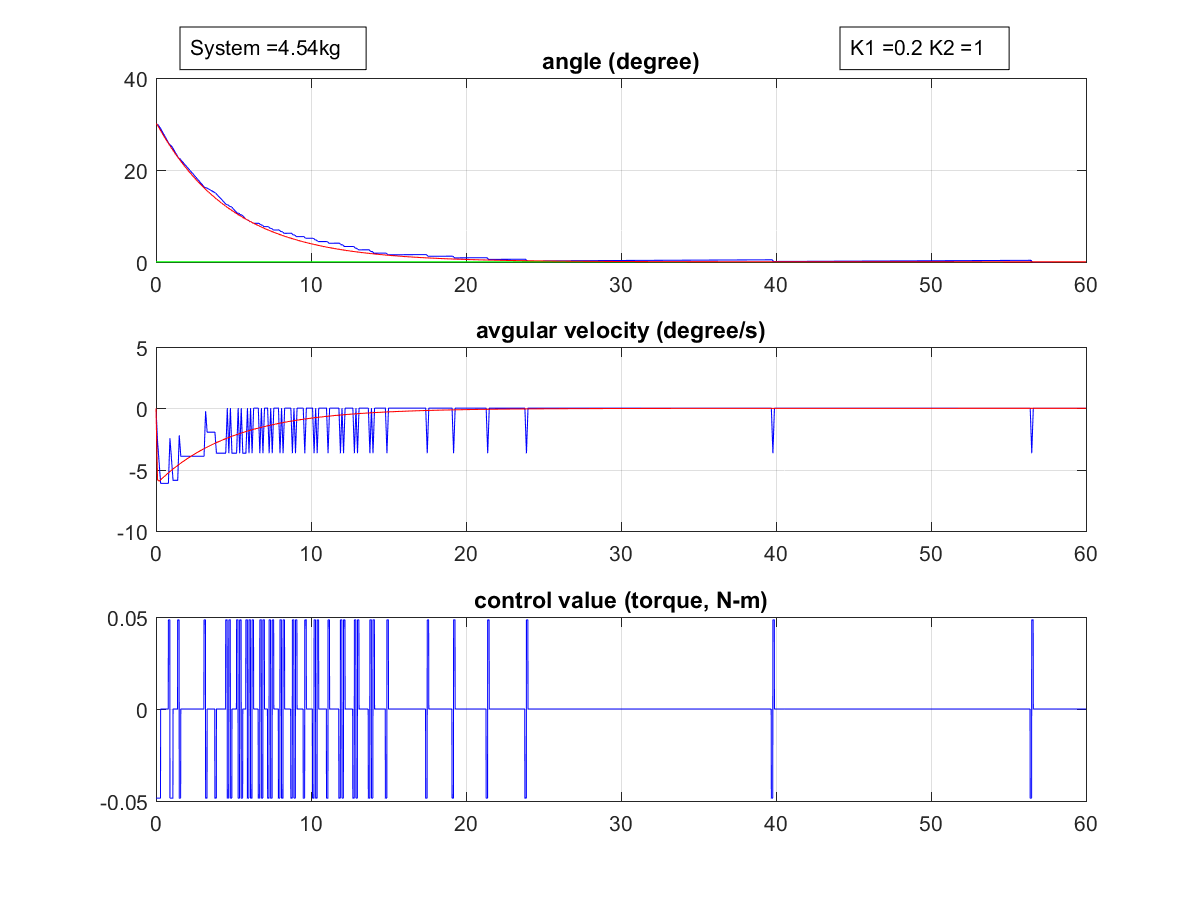 System =4.54kg
K1 =0.2 K2 =1
angle (degree)
40
20
0
0 10 20 30 40 50 60
avgular velocity (degree/s)
5
0
-5
-10
0 10 20 30 40 50 60
control value (torque, N-m)
0.05
0
-0.05
0 10 20 30 40 50 60